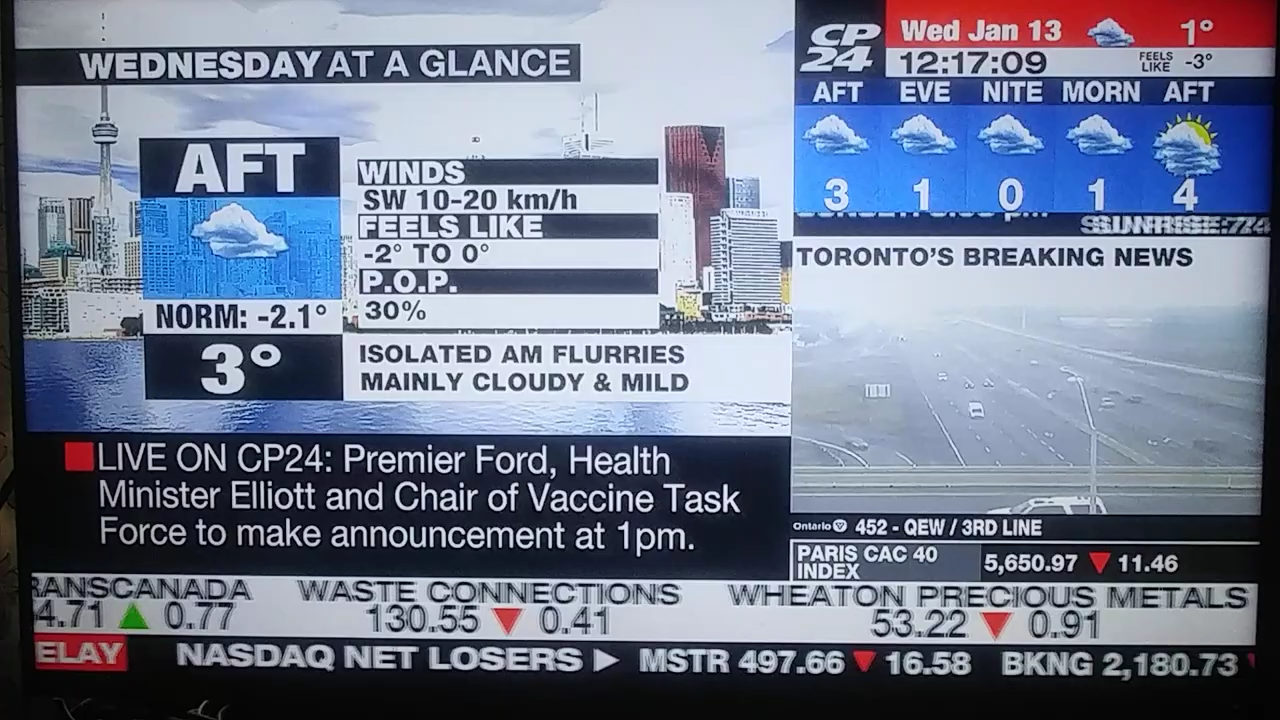 WEDNESDAY AT A GLANCE
AFT
NORM: -2.1°
3°
WINDS
SW 10-20 km/h
FEELS LIKE
-2° TO 0°
P.O.P.
30%
ISOLATED AM FLURRIES
MAINLY CLOUDY & MILD
LIVE ON CP24: Premier Ford, Health
Minister Elliott and Chair of Vaccine Task
Force to make announcement at 1pm.
CP
24
Wed Jan 13 1°
12:17:09 FEELS LIKE -3°
AFT EVE NITE MORN AFT
3 1 0 1 4
SUNRISE:
TORONTO'S BREAKING NEWS
Ontario 452 - QEW / 3RD LINE
PARIS CAC 40
INDEX 5,650.97 ▼ 11.46
RANSCANADA WASTE CONNECTIONS WHEATON PRECIOUS METALS
4.71 ▲ 0.77 130.55 ▼ 0.41 53.22 ▼ 0.91
ELAY NASDAQ NET LOSERS ▶ MSTR 497.66 ▼ 16.58 BKNG 2,180.73